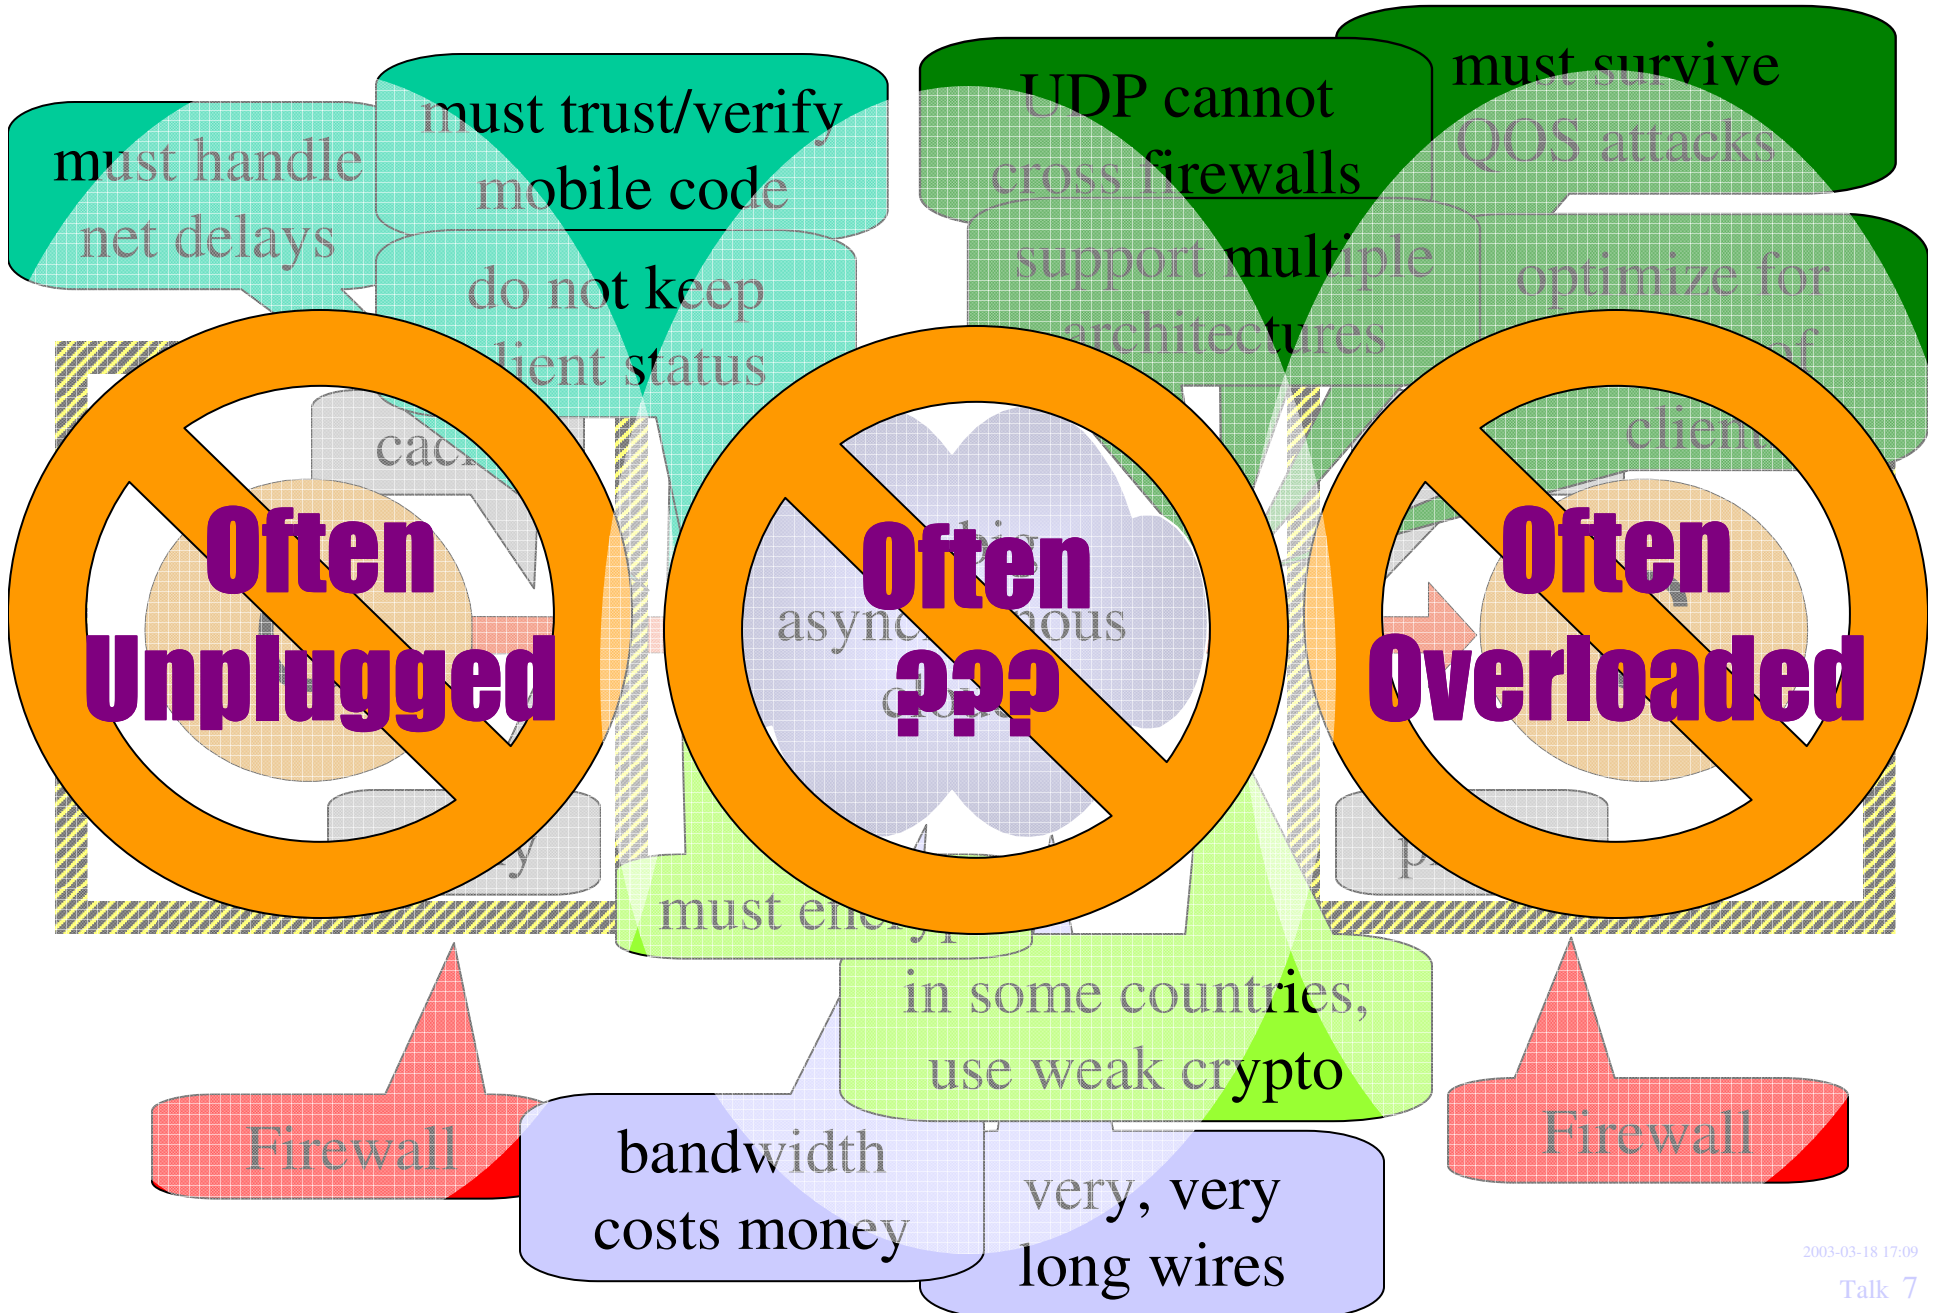 must survive
QOS attacks
UDP cannot
cross firewalls
must trust/verify
mobile code
must handle
net delays
support multiple
architectures
optimize for
of
do not keep
status
big
Often
Unplugged
Often
???
Often
Overloaded
must encrypt
in some countries,
use weak crypto
Firewall
Firewall
bandwidth
costs money
very, very
long wires
2003-03-18 17:09
Talk 7